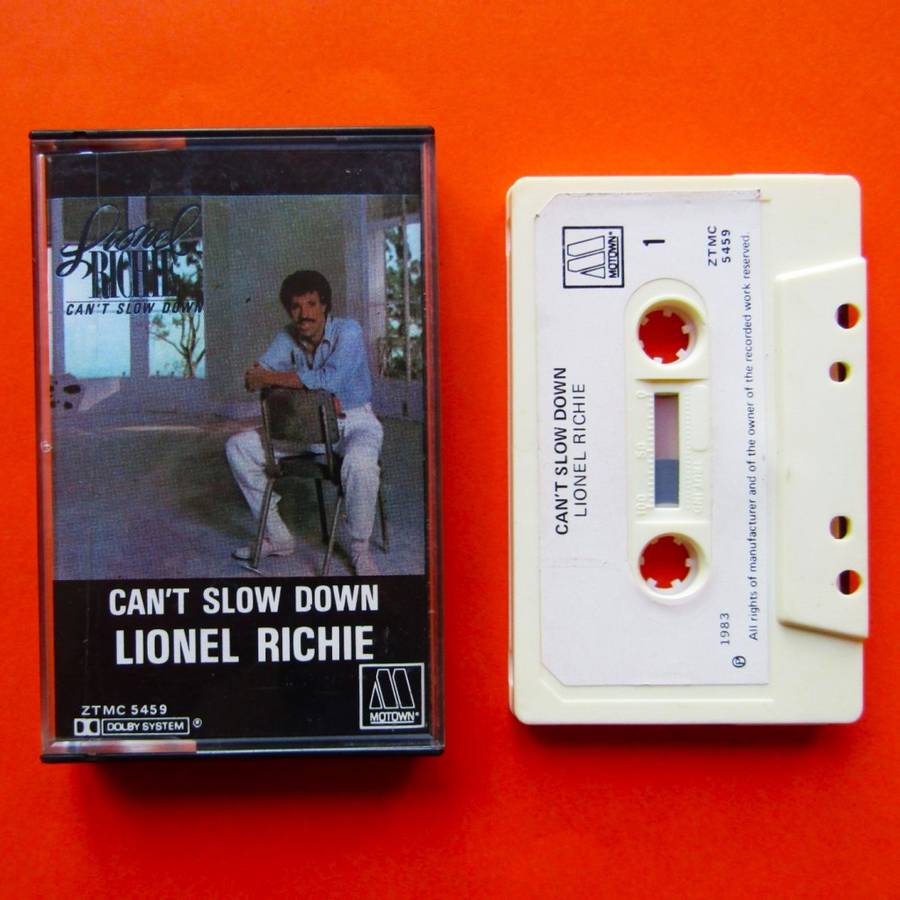 Lionel
RICHIE
CAN'T SLOW DOWN
CAN'T SLOW DOWN
LIONEL RICHIE
ZTMC 5459
DOLBY SYSTEM ®
MOTOWN®
MOTOWN®
1
ZTMC
5459
CAN'T SLOW DOWN
LIONEL RICHIE
100 50 0
℗ 1983
All rights of manufacturer and of the owner of the recorded work reserved.